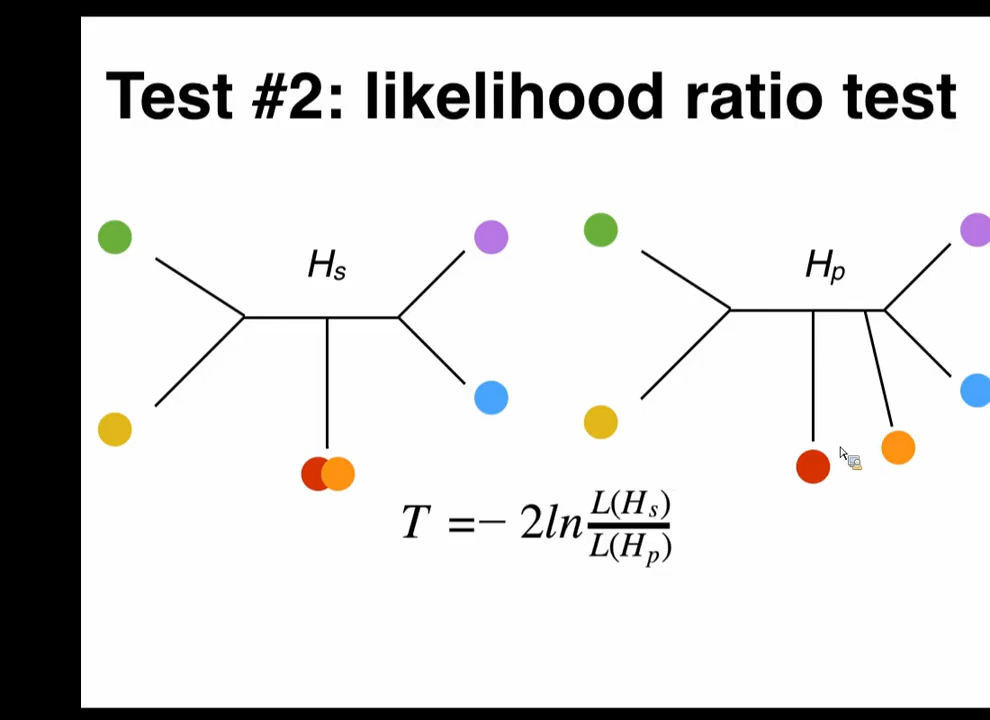 Test #2: likelihood ratio test
Hₛ Hₚ
T =− 2ln L(Hₛ)/L(Hₚ)